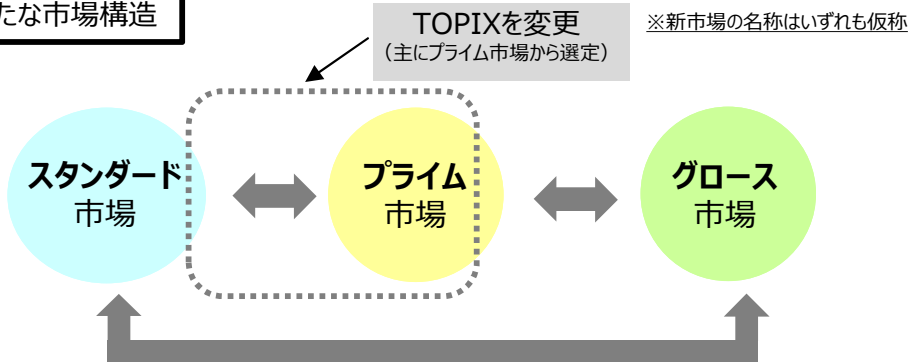 たな市場構造
TOPIXを変更
（主にプライム市場から選定）
※新市場の名称はいずれも仮称
スタンダード
市場
プライム
市場
グロース
市場